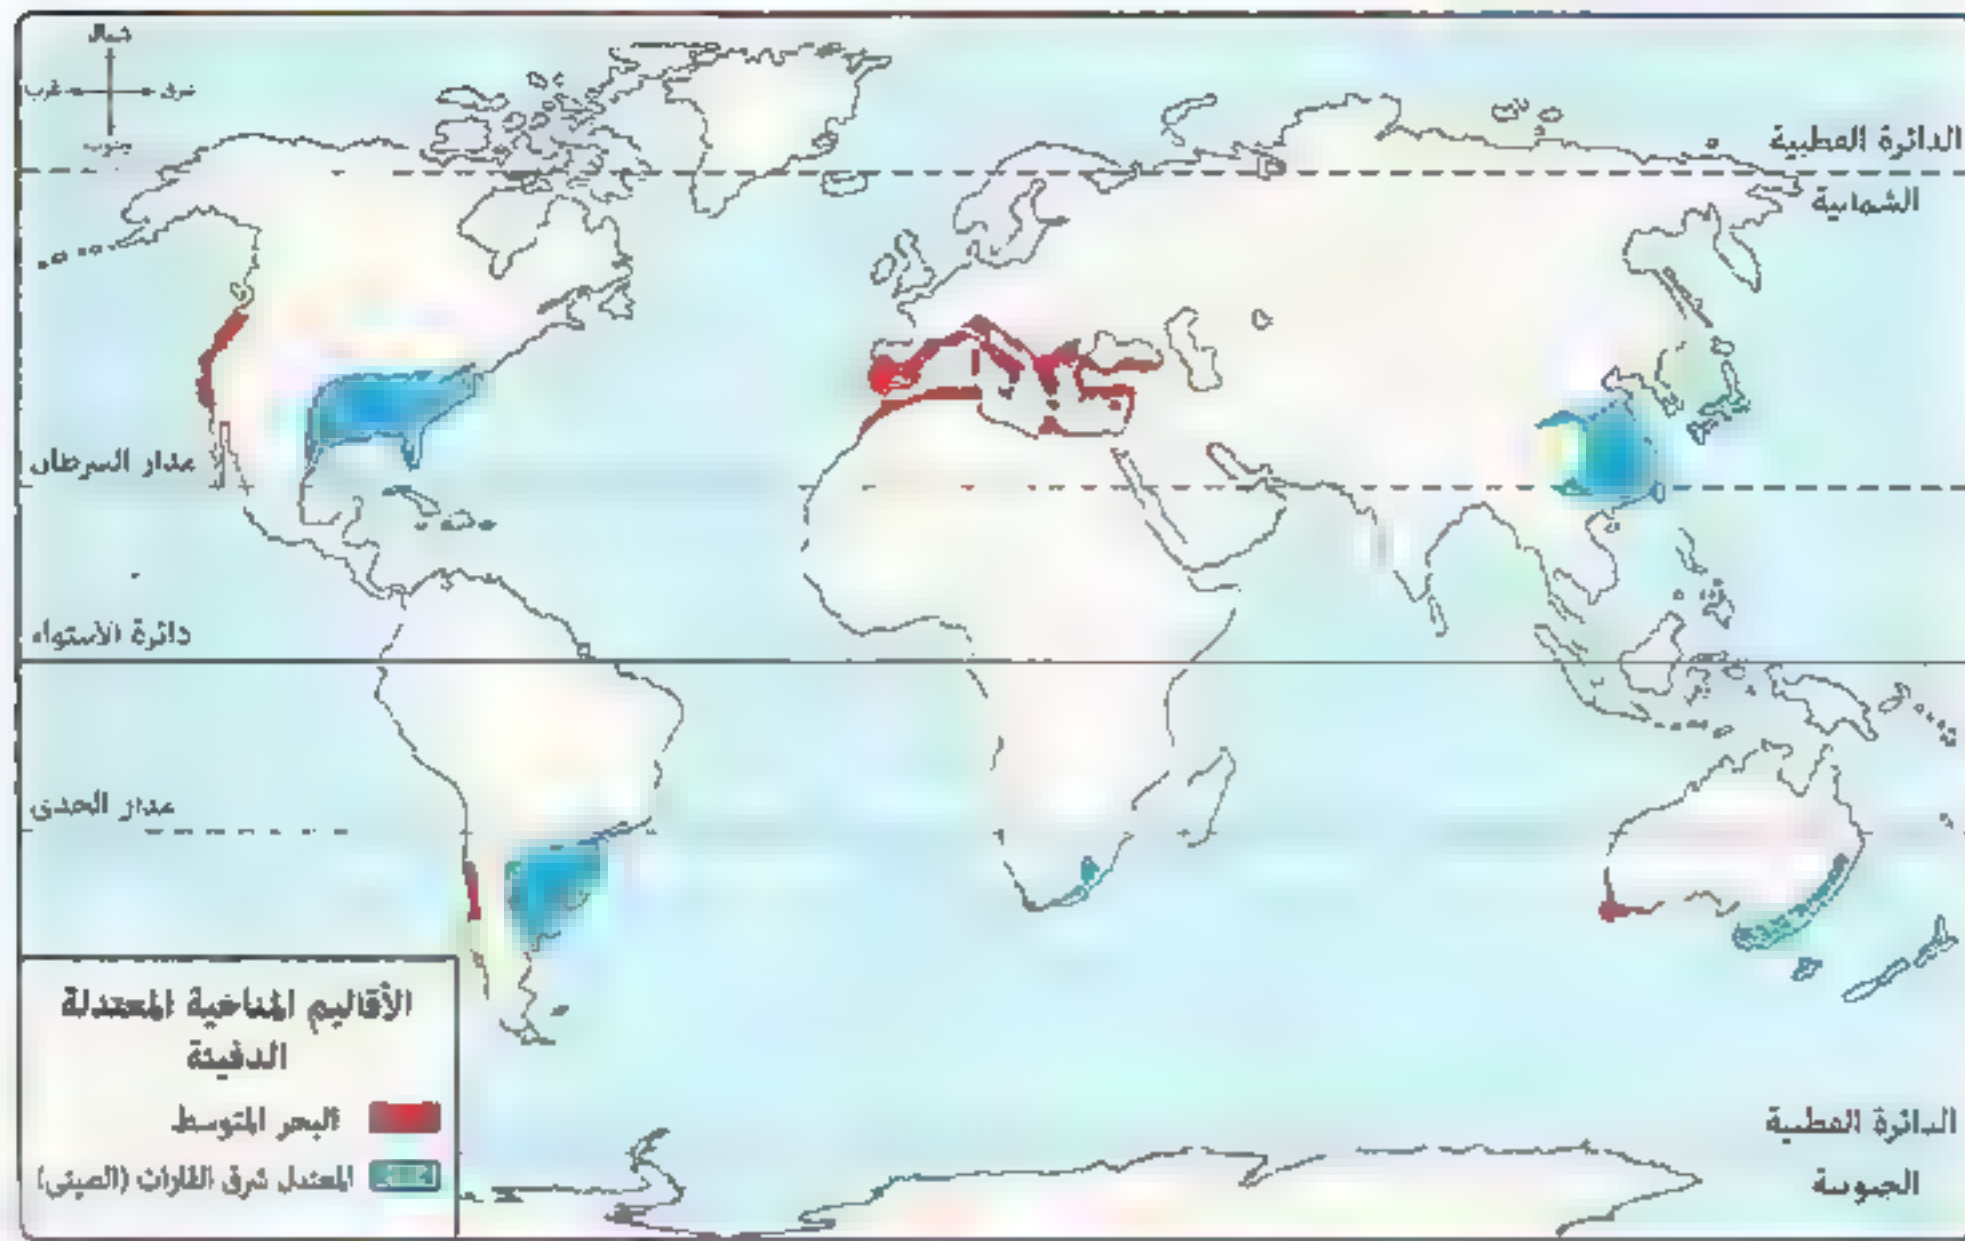 شمال
غرب
شرق
جنوب
الدائرة القطبية
الشمالية
مدار السرطان
دائرة الاستواء
مدار الجدي
الأقاليم المناخية المعتدلة
الدفيئة
البحر المتوسط
المعتدل شرق القارات (الصيني)
الدائرة القطبية
الجنوبية